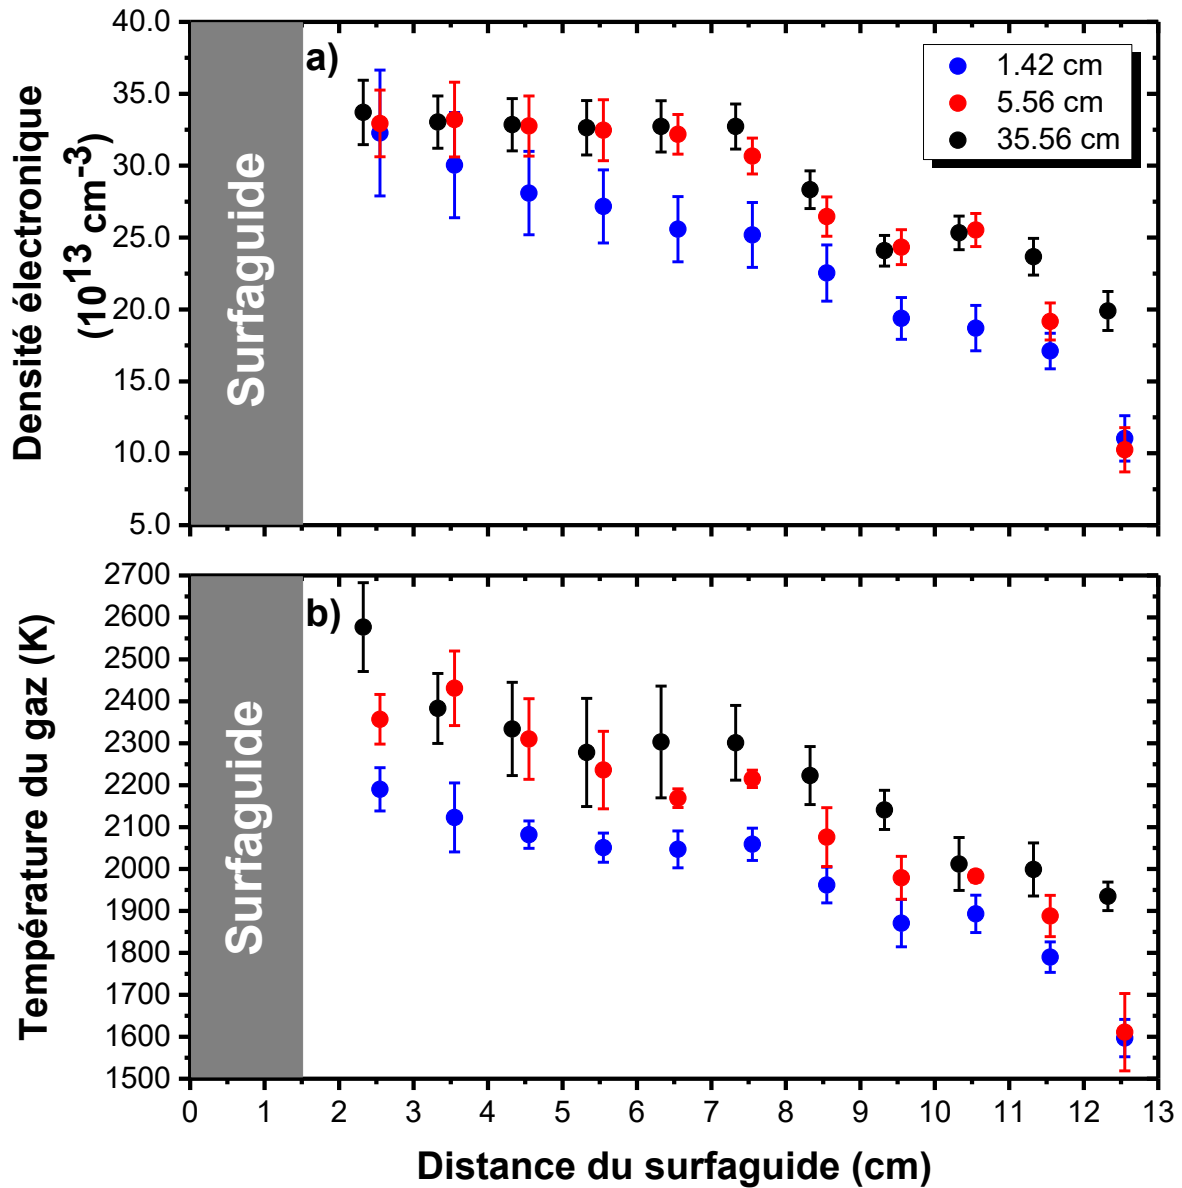 a)
1.42 cm
5.56 cm
35.56 cm
Densité électronique
(10^13 cm^-3)
40.0
35.0
30.0
25.0
20.0
15.0
10.0
5.0
Surfaguide
b)
Température du gaz (K)
2700
2600
2500
2400
2300
2200
2100
2000
1900
1800
1700
1600
1500
Surfaguide
0 1 2 3 4 5 6 7 8 9 10 11 12 13
Distance du surfaguide (cm)